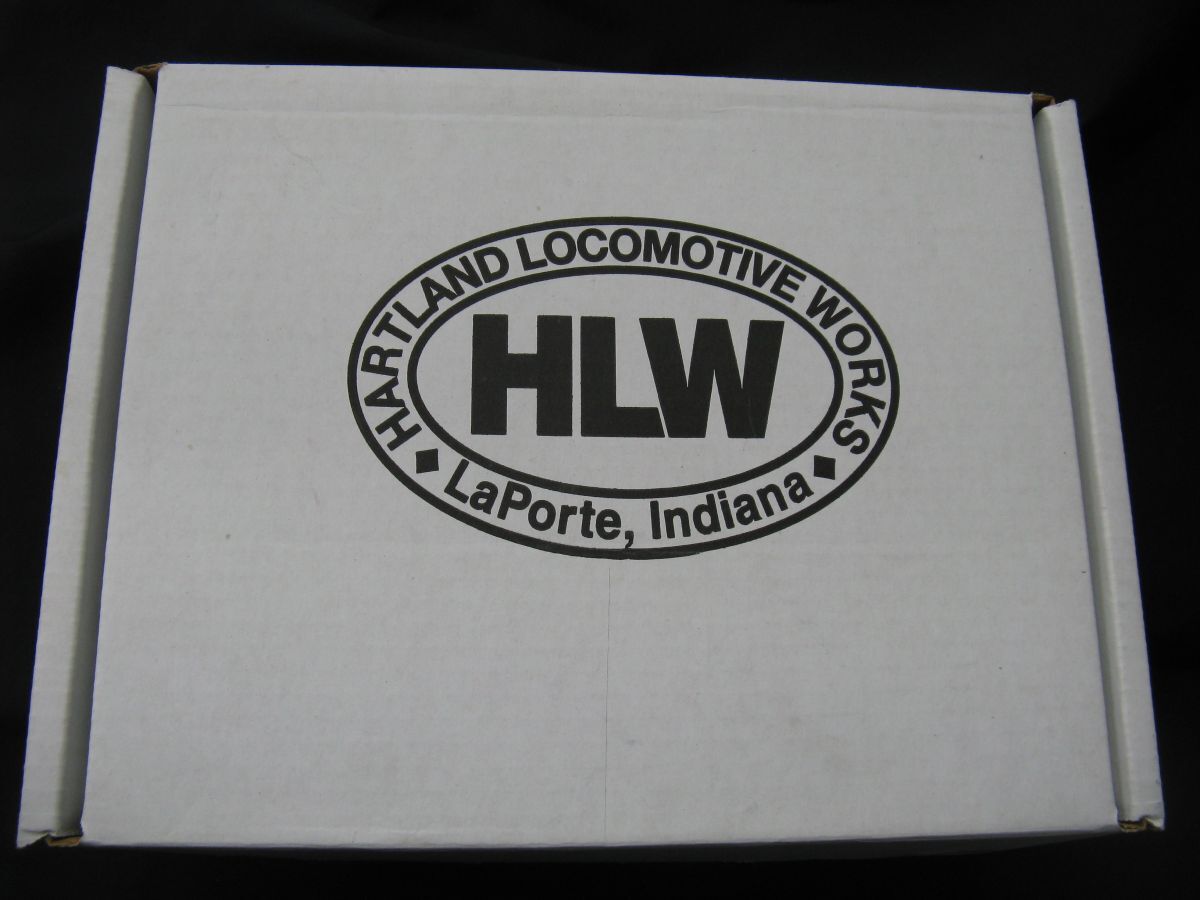 HARTLAND LOCOMOTIVE WORKS
HLW
LaPorte, Indiana